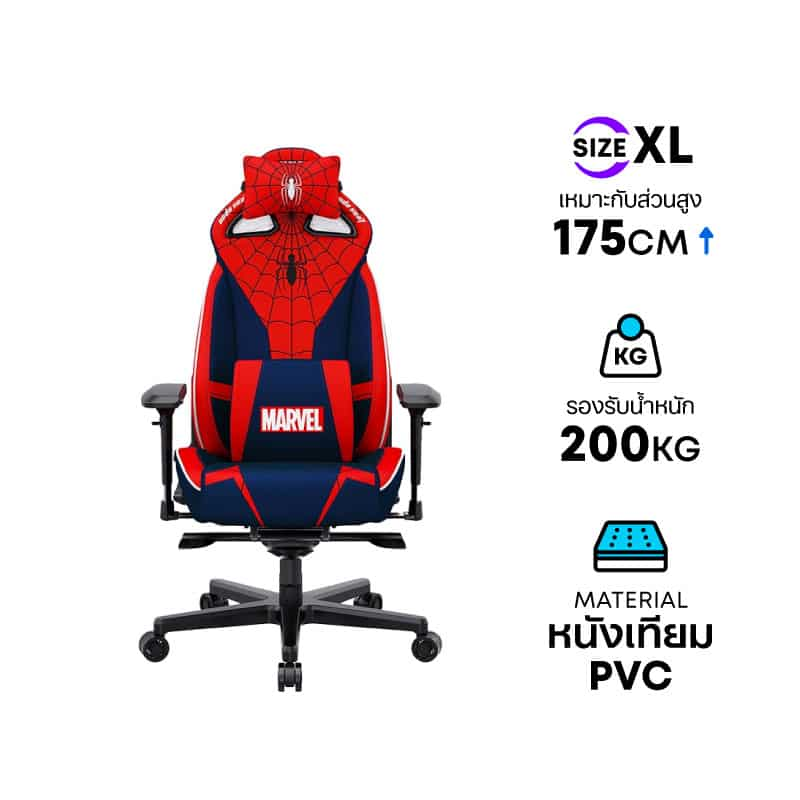 SIZE XL
เหมาะกับส่วนสูง
175CM
KG
รองรับน้ำหนัก
200KG
MARVEL
MATERIAL
หนังเทียม
PVC